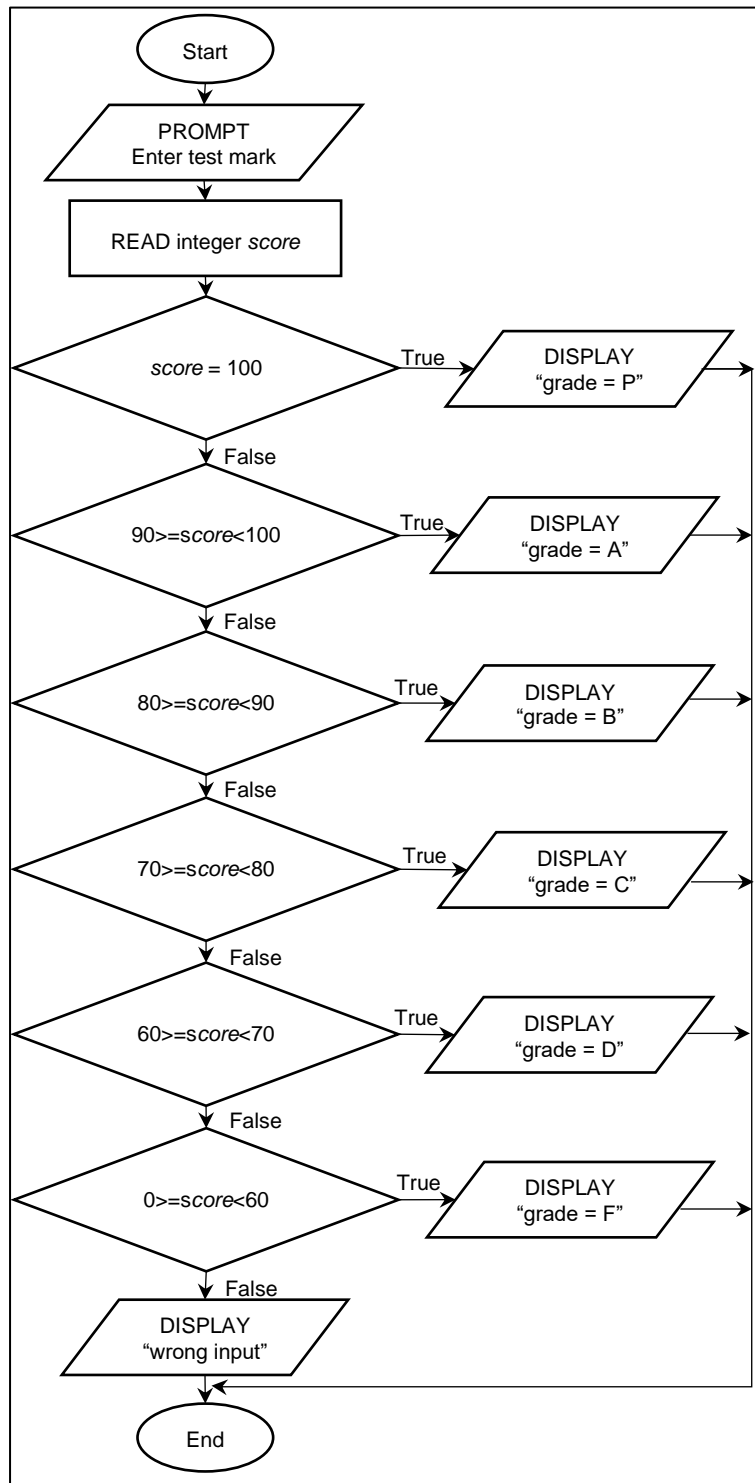 Start
PROMPT
Enter test mark
READ integer score
score = 100
True
DISPLAY
“grade = P”
False
90>=score<100
True
DISPLAY
“grade = A”
False
80>=score<90
True
DISPLAY
“grade = B”
False
70>=score<80
True
DISPLAY
“grade = C”
False
60>=score<70
True
DISPLAY
“grade = D”
False
0>=score<60
True
DISPLAY
“grade = F”
False
DISPLAY
“wrong input”
End